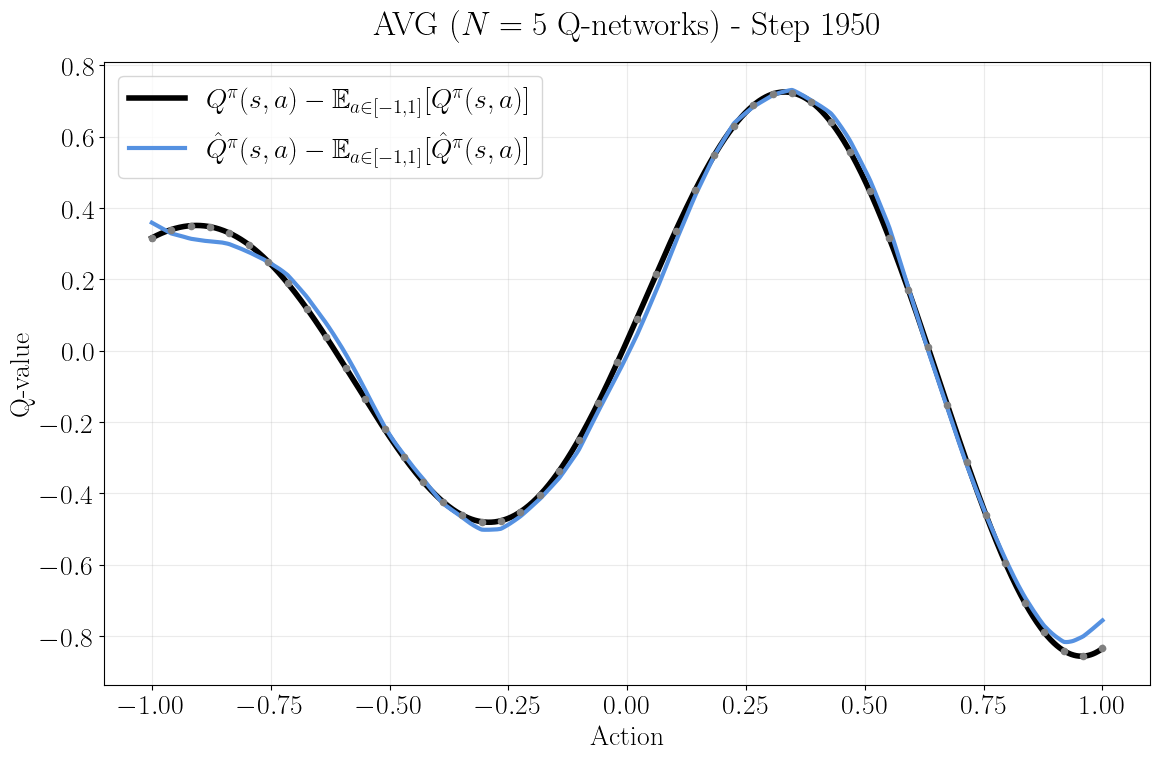 AVG (N = 5 Q-networks) - Step 1950
Q^π(s, a) − 𝔼_{a∈[−1,1]}[Q^π(s, a)]
Q̂^π(s, a) − 𝔼_{a∈[−1,1]}[Q̂^π(s, a)]
0.8
0.6
0.4
0.2
0.0
−0.2
−0.4
−0.6
−0.8
Q-value
−1.00 −0.75 −0.50 −0.25 0.00 0.25 0.50 0.75 1.00
Action